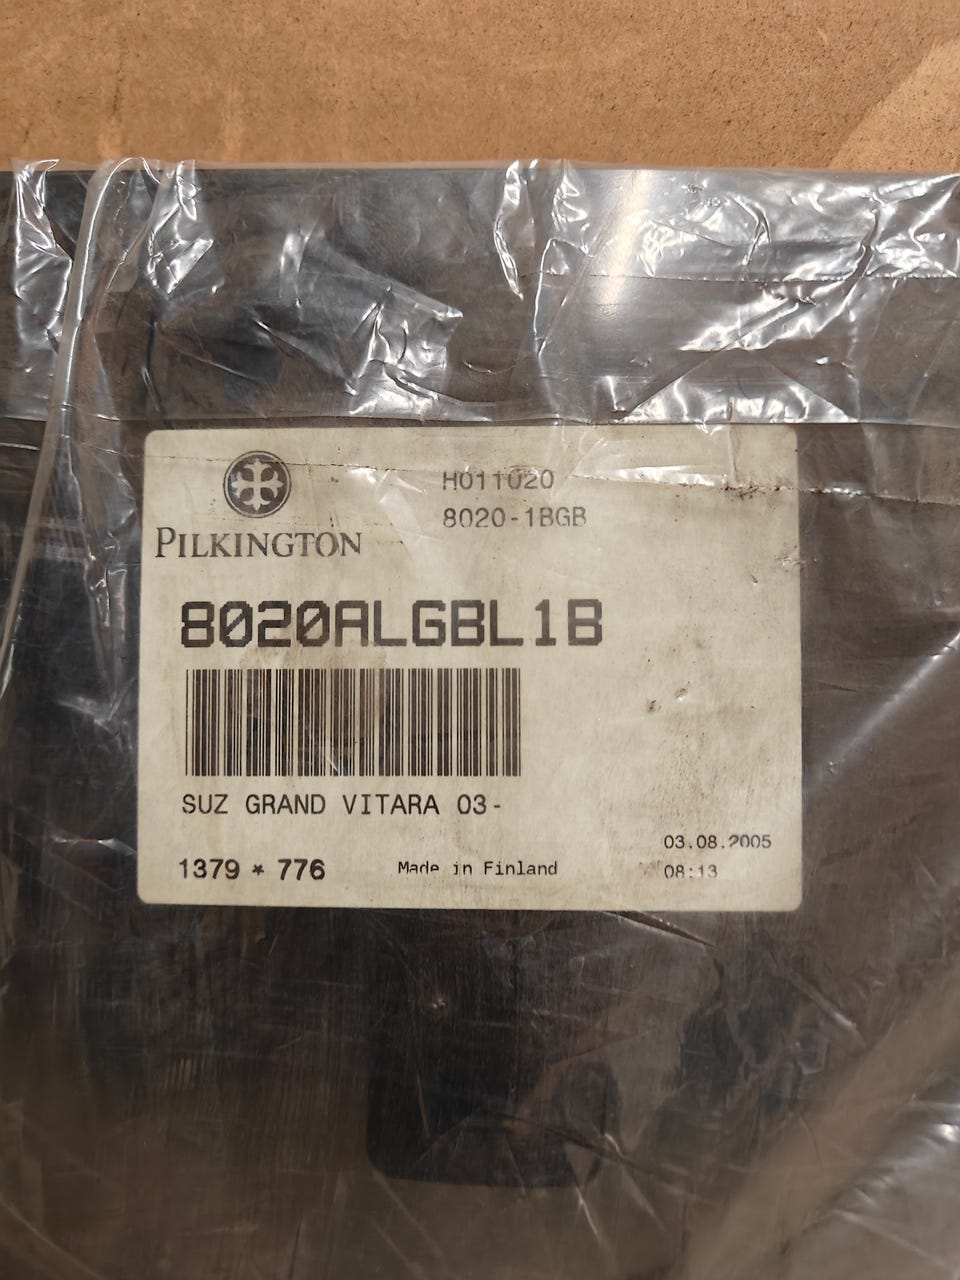 H011020
8020-1BGB
PILKINGTON
8020ALGBL1B
SUZ GRAND VITARA 03-
03.08.2005
1379 * 776 Made in Finland
08:13